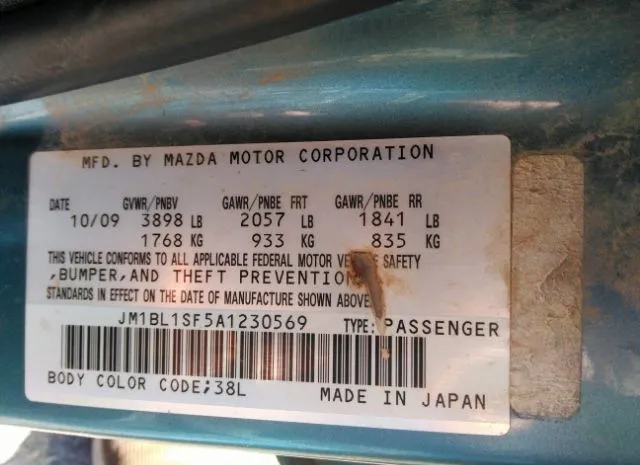 MFD. BY MAZDA MOTOR CORPORATION
DATE GVWR/PNBV GAWR/PNBE FRT GAWR/PNBE RR
10/09 3898 LB 2057 LB 1841 LB
1768 KG 933 KG 835 KG
THIS VEHICLE CONFORMS TO ALL APPLICABLE FEDERAL MOTOR SAFETY
,BUMPER,AND THEFT PREVENTION
STANDARDS IN EFFECT ON THE DATE OF MANUFACTURE SHOWN ABOVE
JM1BL1SF5A1230569 TYPE: PASSENGER
BODY COLOR CODE;38L MADE IN JAPAN